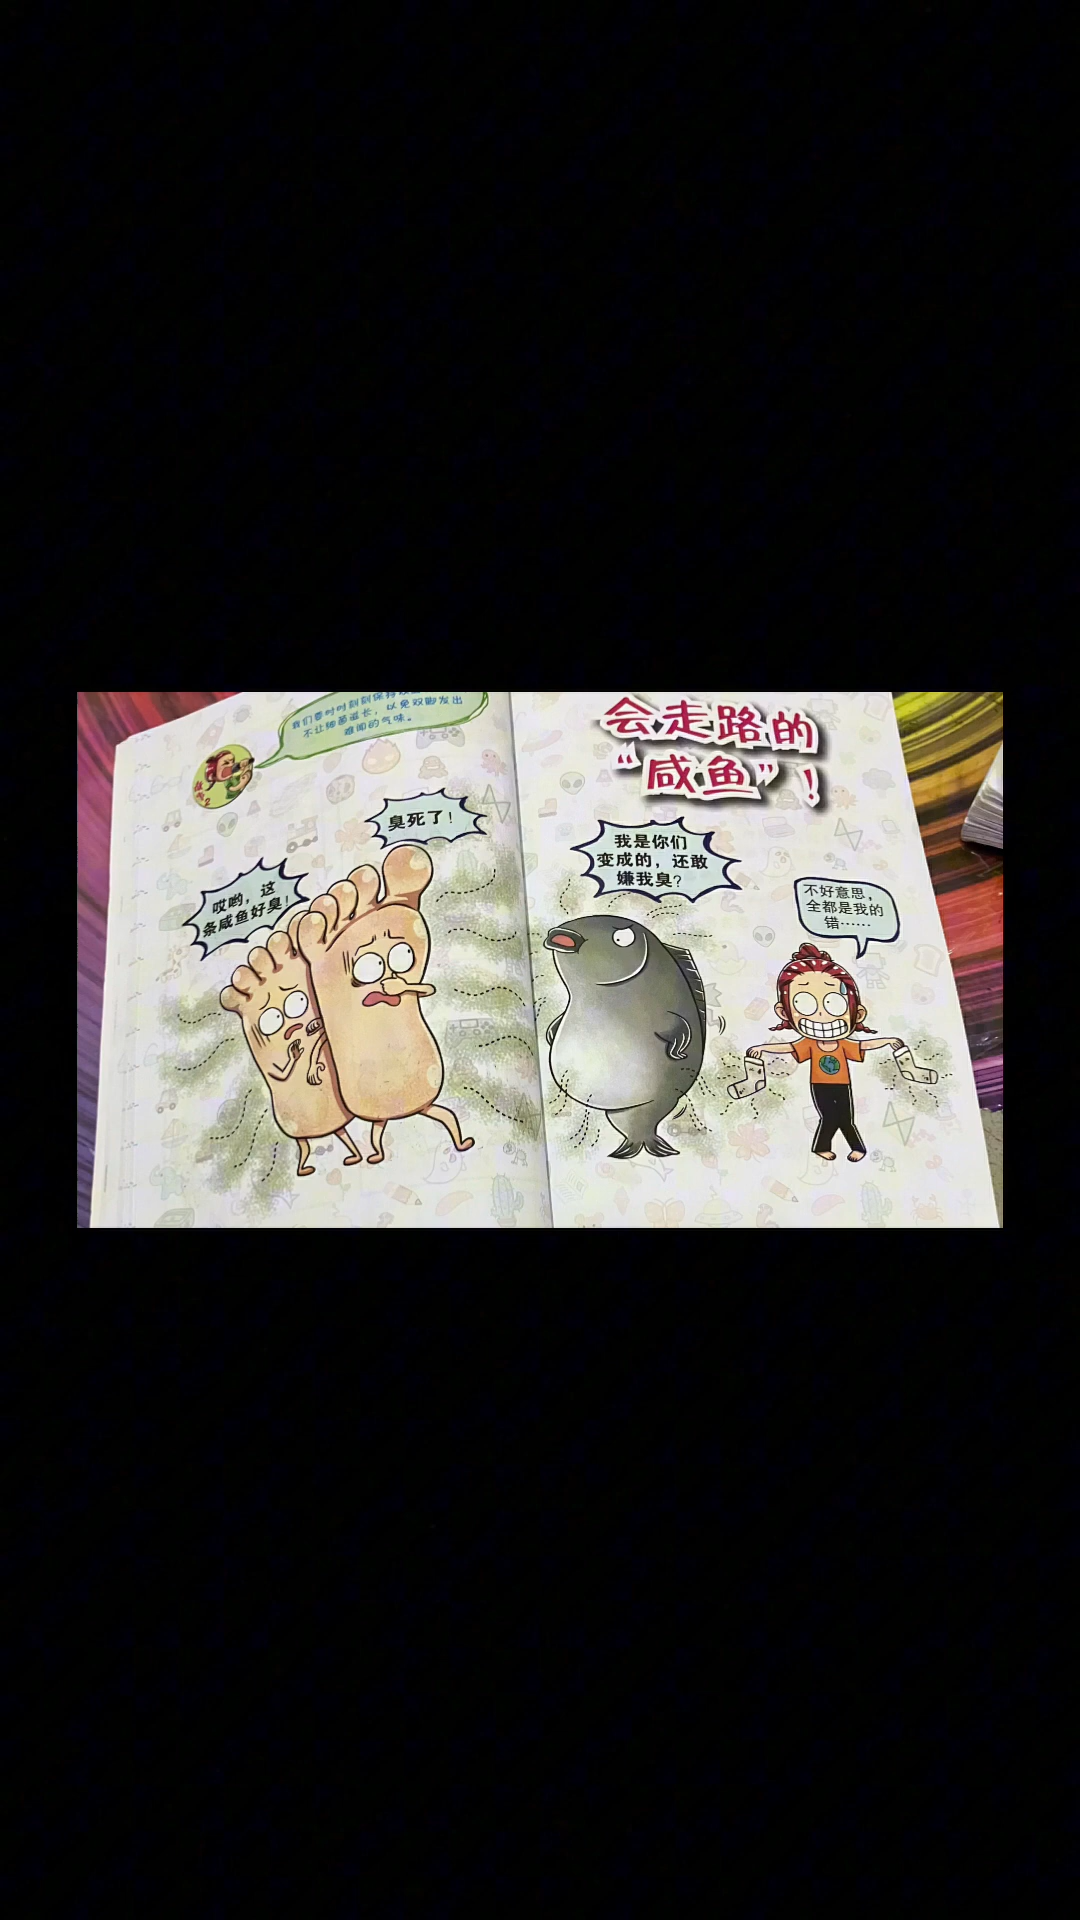 我们要时时刻刻保持
不让细菌滋长，以免双脚发出
难闻的气味。
臭死了！
哎哟，这
条咸鱼好臭！
会走路的
“咸鱼”！
我是你们
变成的，还敢
嫌我臭？
不好意思，
全都是我的
错……